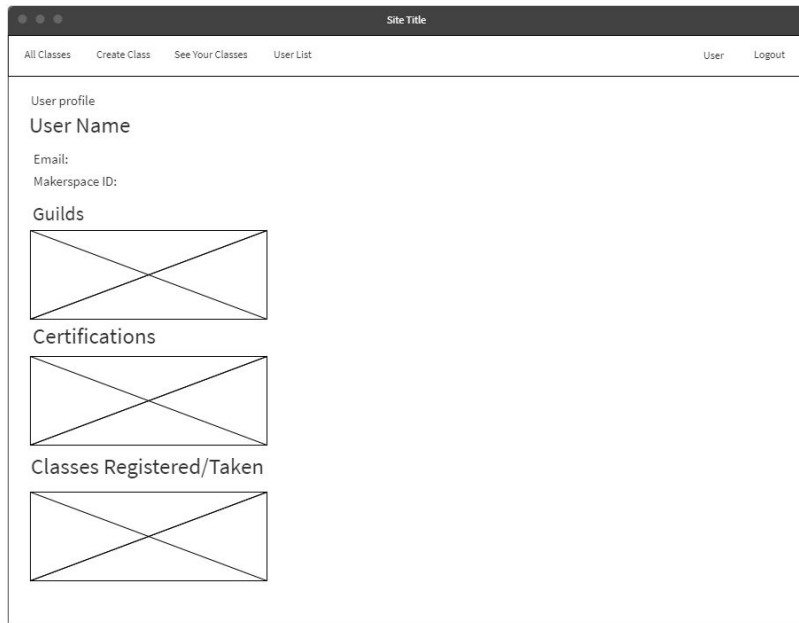 Site Title
All Classes Create Class See Your Classes User List User Logout
User profile
User Name
Email:
Makerspace ID:
Guilds
Certifications
Classes Registered/Taken